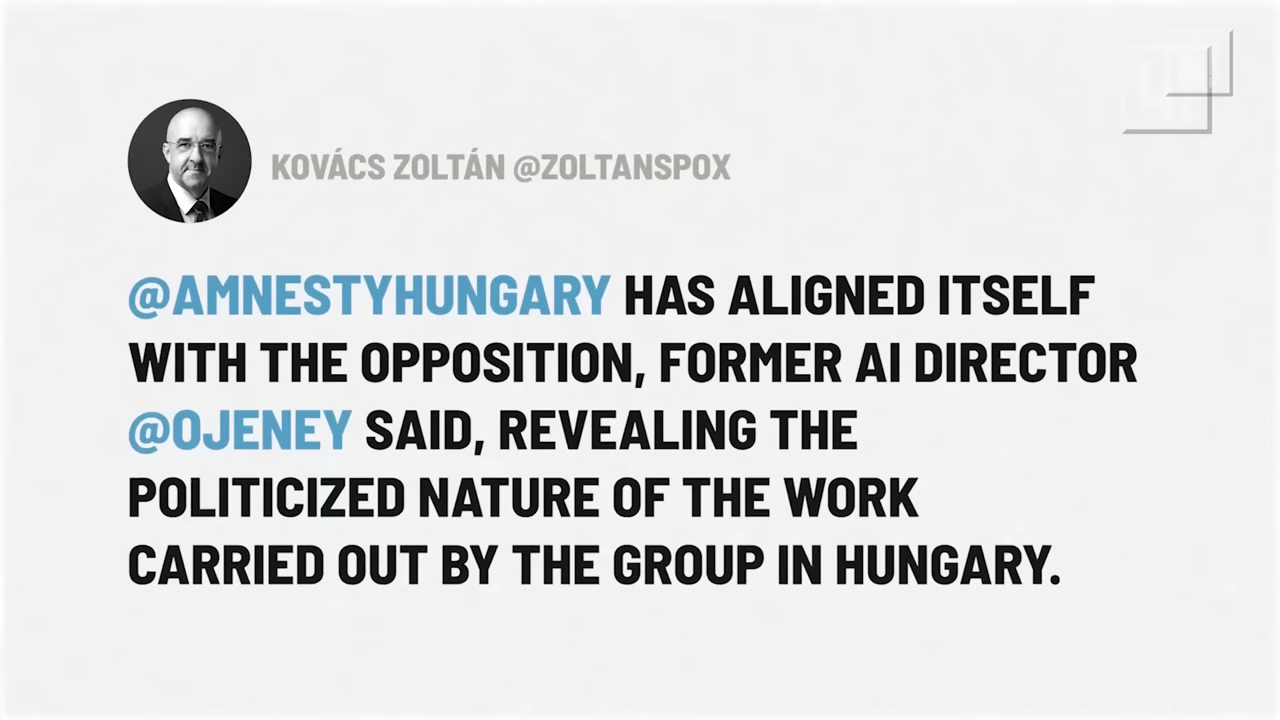 KOVÁCS ZOLTÁN @ZOLTANSPOX
@AMNESTYHUNGARY HAS ALIGNED ITSELF
WITH THE OPPOSITION, FORMER AI DIRECTOR
@OJENEY SAID, REVEALING THE
POLITICIZED NATURE OF THE WORK
CARRIED OUT BY THE GROUP IN HUNGARY.